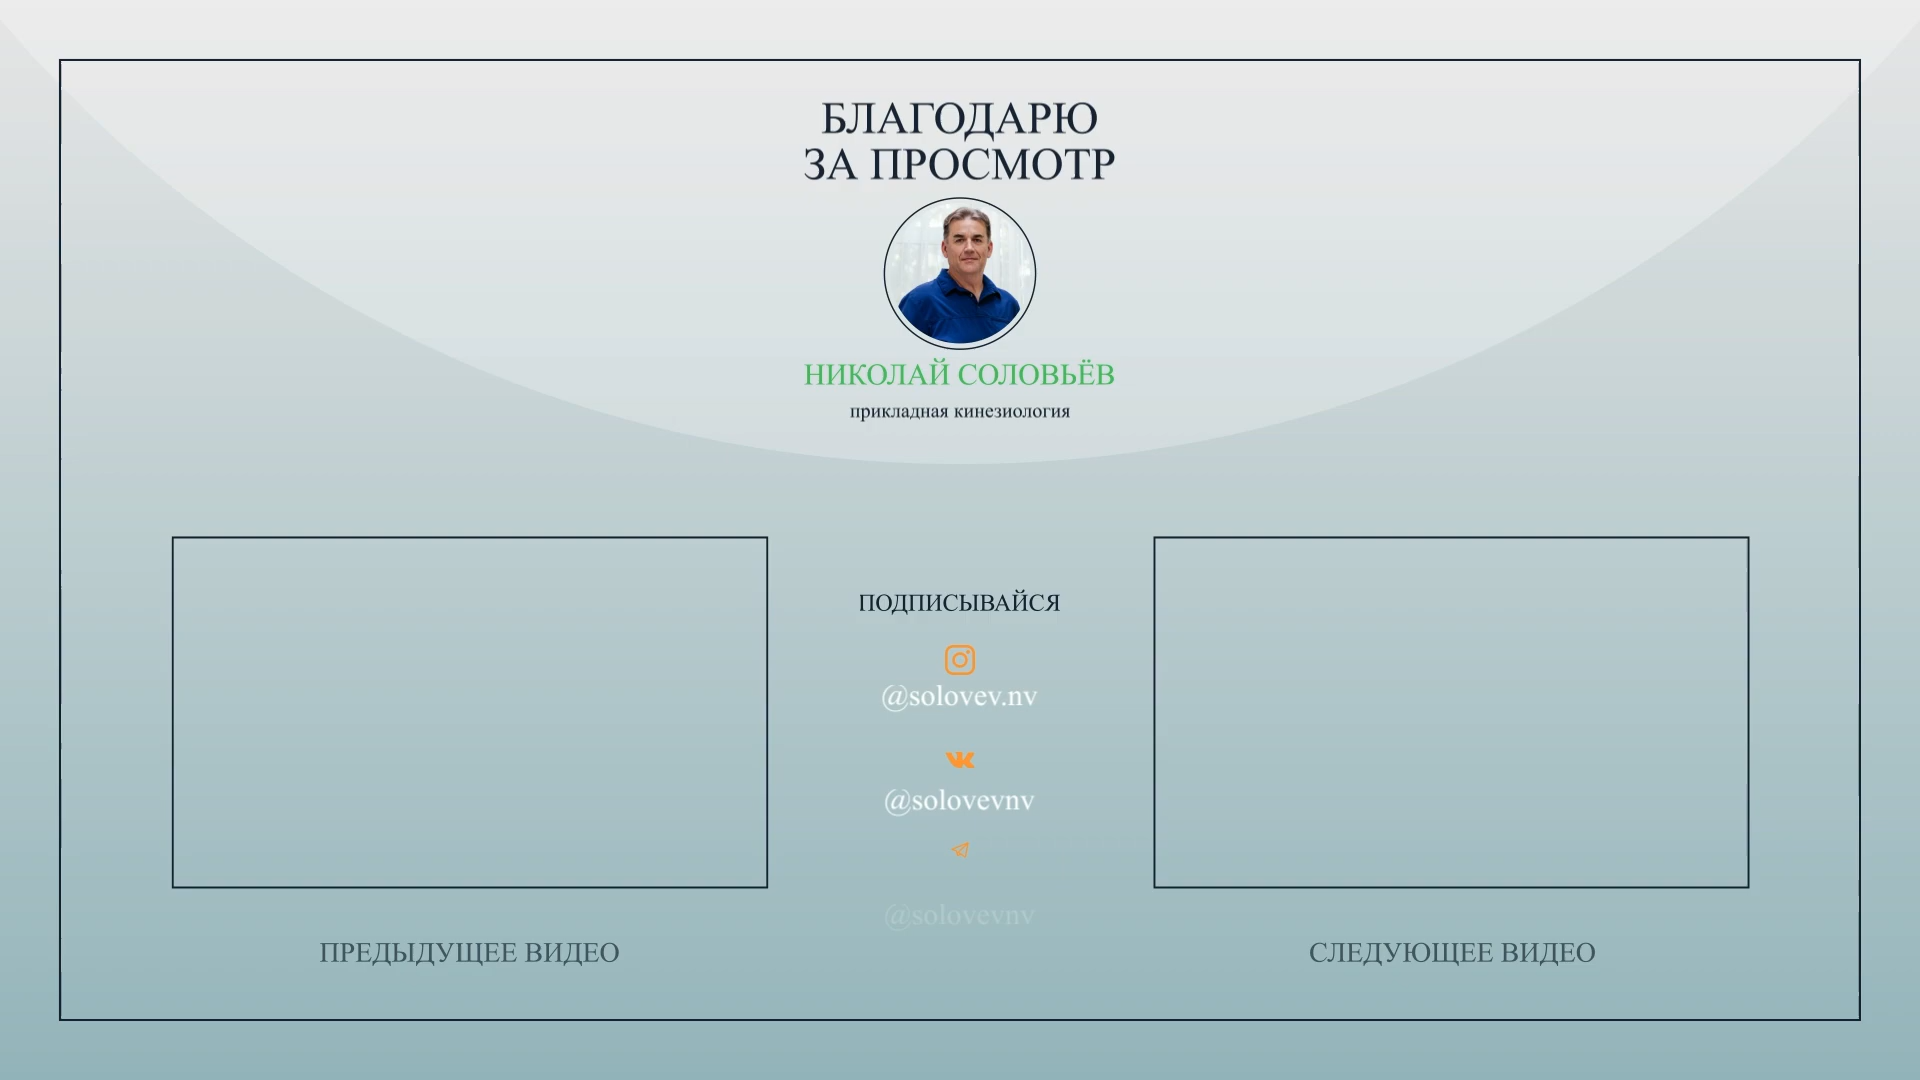 БЛАГОДАРЮ
ЗА ПРОСМОТР
НИКОЛАЙ СОЛОВЬЁВ
прикладная кинезиология
ПОДПИСЫВАЙСЯ
@solovev.nv
@solovevnv
@solovevnv
ПРЕДЫДУЩЕЕ ВИДЕО
СЛЕДУЮЩЕЕ ВИДЕО